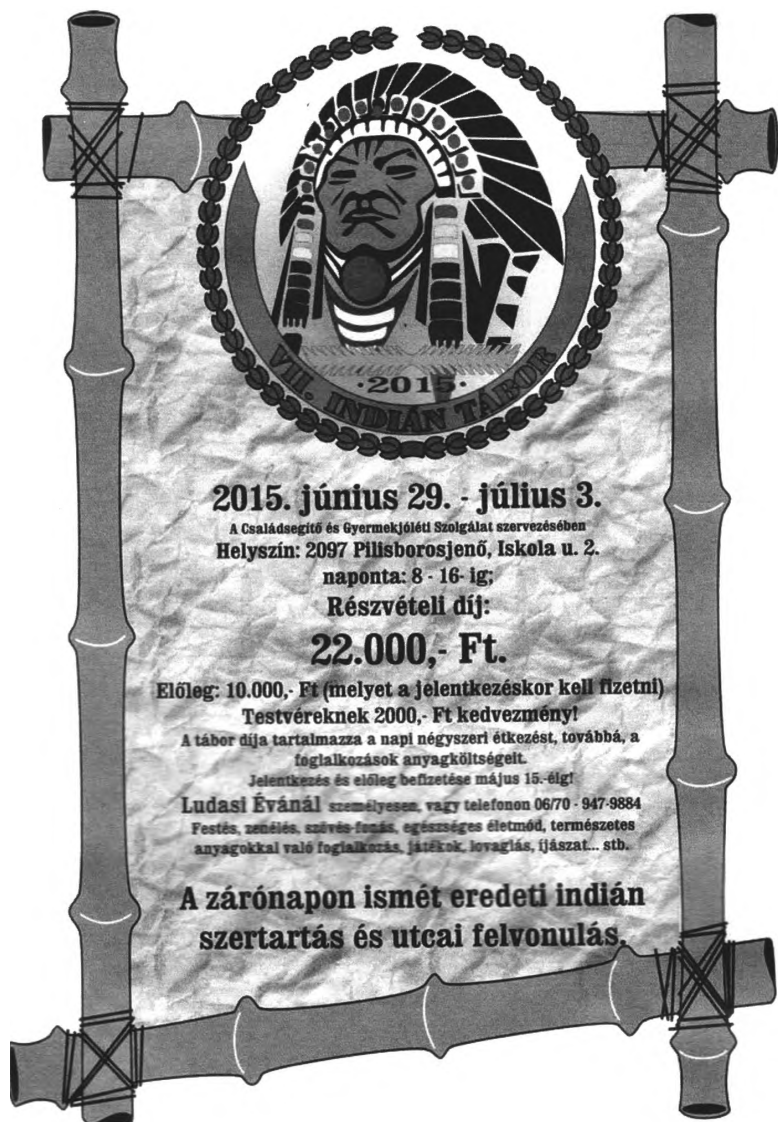 ·2015·
VII. INDIÁN TÁBOR
2015. június 29. - július 3.
A Családsegítő és Gyermekjóléti Szolgálat szervezésében
Helyszín: 2097 Pilisborosjenő, Iskola u. 2.
naponta: 8 - 16- ig;
Részvételi díj:
22.000,- Ft.
Előleg: 10.000,- Ft (melyet a jelentkezéskor kell fizetni)
Testvéreknek 2000,- Ft kedvezmény!
A tábor díja tartalmazza a napi négyszeri étkezést, továbbá, a
foglalkozások anyagköltségeit.
Jelentkezés és előleg befizetése május 15.-éig!
Ludasi Évánál személyesen, vagy telefonon 06/70 - 947-9884
Festés, zenélés, szövés-fonás, egészséges életmód, természetes
anyagokkal való foglalkozás, játékok, lovaglás, íjászat... stb.
A zárónapon ismét eredeti indián
szertartás és utcai felvonulás.